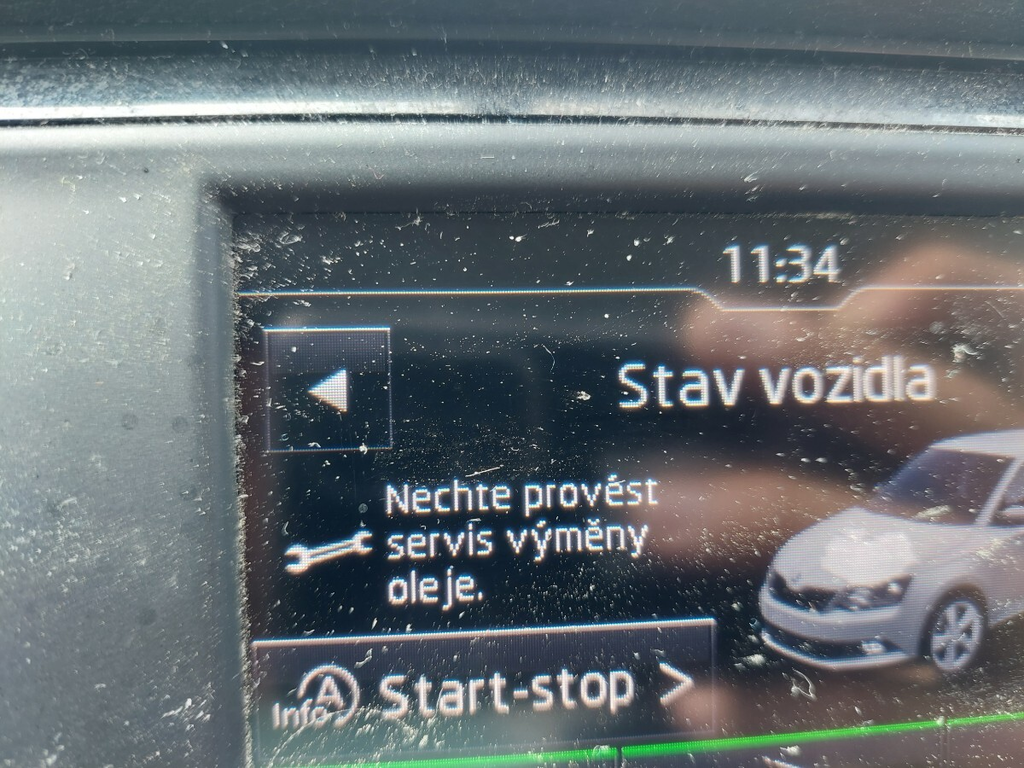 11:34
Stav vozidla
Nechte provést
servis výměny
oleje.
Info A Start-stop >